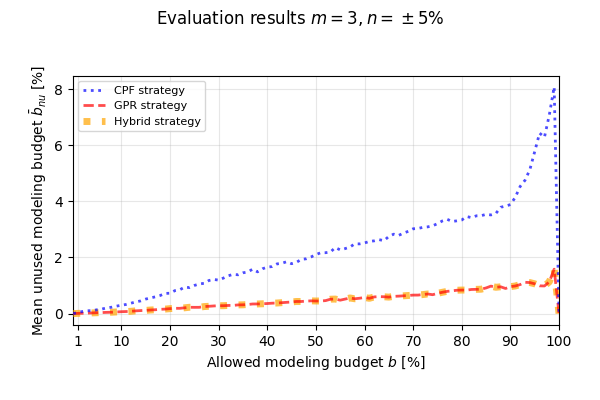 Evaluation results m = 3, n = ±5%
CPF strategy
GPR strategy
Hybrid strategy
Mean unused modeling budget b̄nu [%]
8
6
4
2
0
1 10 20 30 40 50 60 70 80 90 100
Allowed modeling budget b [%]